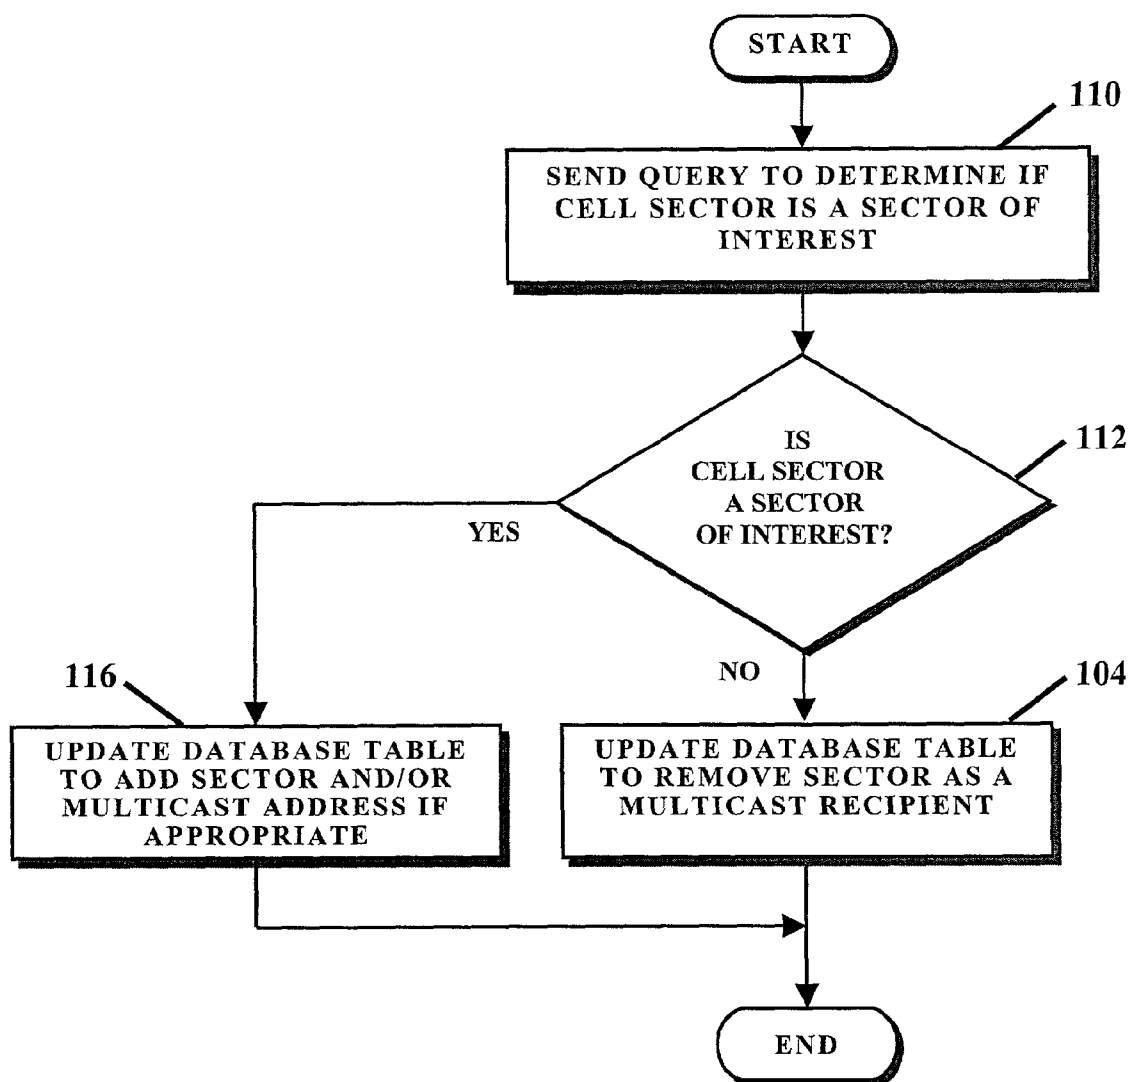 START
110
SEND QUERY TO DETERMINE IF
CELL SECTOR IS A SECTOR OF
INTEREST
IS
CELL SECTOR
A SECTOR
OF INTEREST?
112
YES
NO
116
UPDATE DATABASE TABLE
TO ADD SECTOR AND/OR
MULTICAST ADDRESS IF
APPROPRIATE
104
UPDATE DATABASE TABLE
TO REMOVE SECTOR AS A
MULTICAST RECIPIENT
END